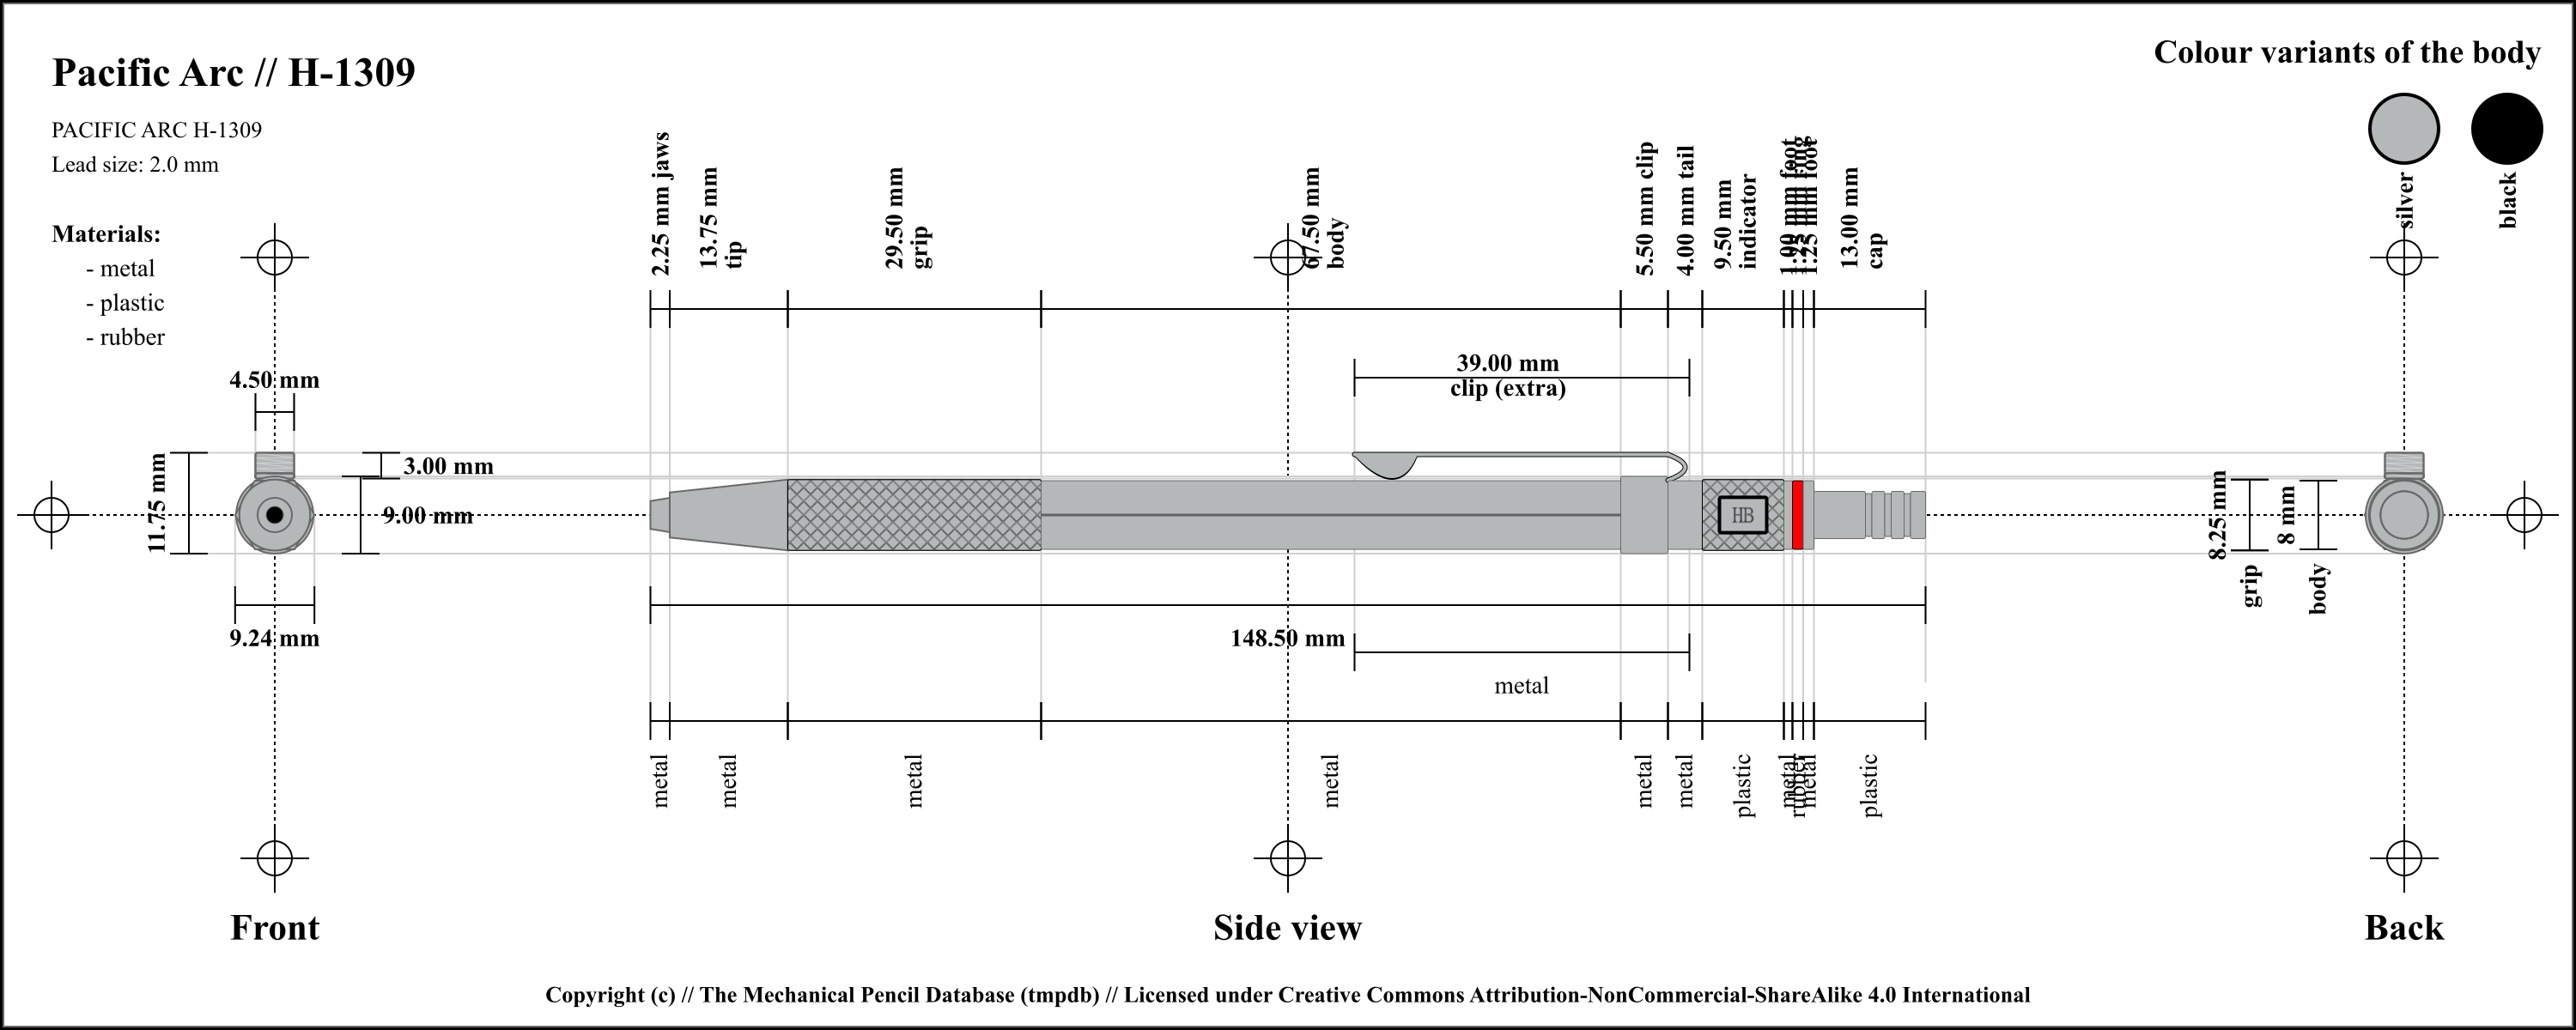 Pacific Arc // H-1309
Colour variants of the body
PACIFIC ARC H-1309
Lead size: 2.0 mm
silver
black
Materials:
- metal
- plastic
- rubber
2.25 mm jaws
13.75 mm
tip
29.50 mm
grip
67.50 mm
body
5.50 mm clip
4.00 mm tail
9.50 mm
indicator
1.00 mm foot
1.25 mm ring
1.25 mm foot
13.00 mm
cap
39.00 mm
clip (extra)
4.50 mm
11.75 mm
3.00 mm
9.00 mm
9.24 mm
HB
8.25 mm
grip
8 mm
body
148.50 mm
metal
metal
metal
metal
metal
metal
metal
plastic
metal
rubber
metal
plastic
Front
Side view
Back
Copyright (c) // The Mechanical Pencil Database (tmpdb) // Licensed under Creative Commons Attribution-NonCommercial-ShareAlike 4.0 International